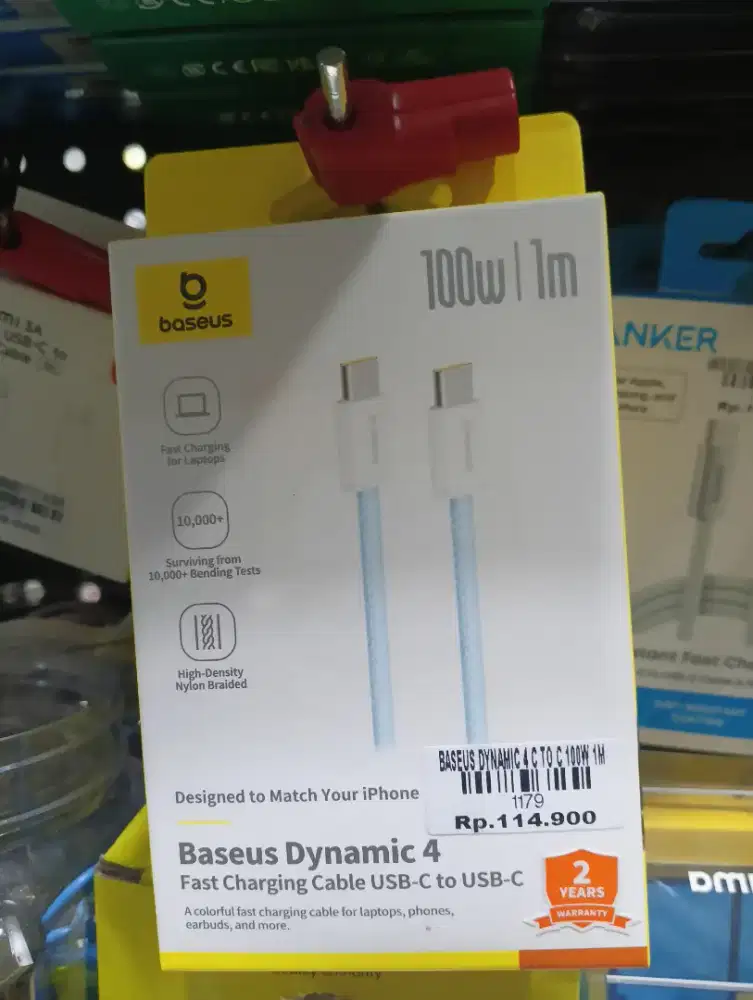 baseus
100w | 1m
Fast Charging
for Laptops
10,000+
Surviving from
10,000+ Bending Tests
High-Density
Nylon Braided
BASEUS DYNAMIC 4 C TO C 100W 1M
1179
Rp.114.900
Designed to Match Your iPhone
Baseus Dynamic 4
Fast Charging Cable USB-C to USB-C
A colorful fast charging cable for laptops, phones,
earbuds, and more.
2
YEARS
WARRANTY
ANKER
USB-C to